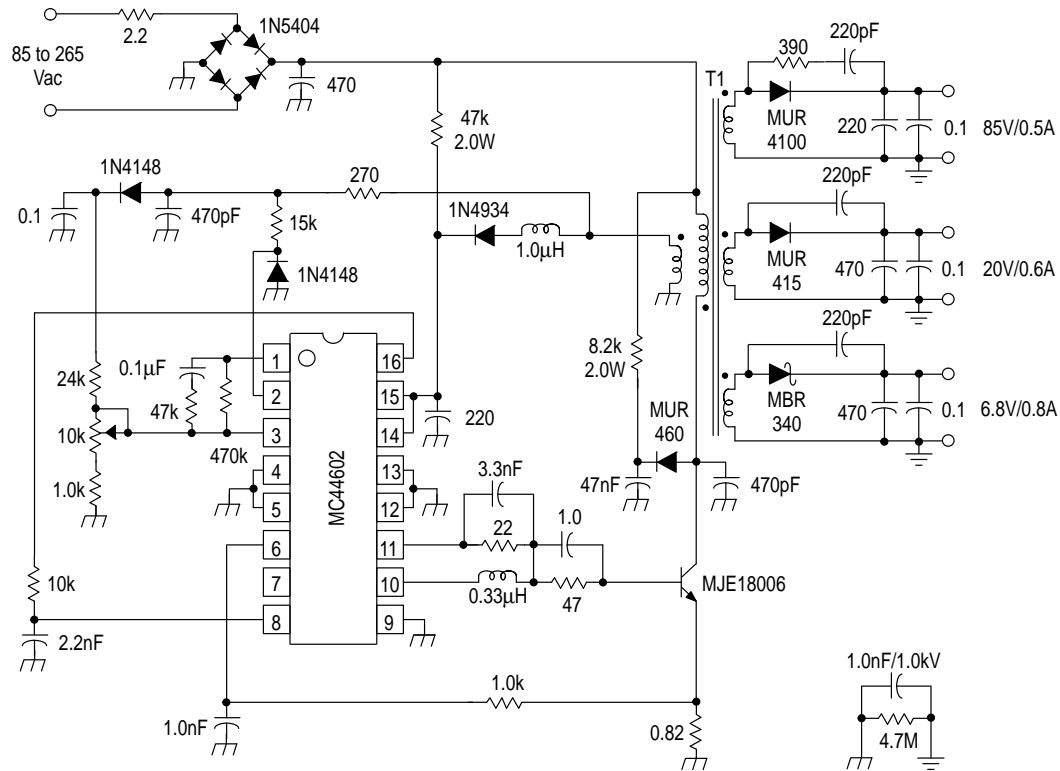 85 to 265
Vac
2.2
1N5404
470
47k
2.0W
T1
390
220pF
MUR
4100
220
0.1
85V/0.5A
1N4148
0.1
470pF
270
15k
1N4148
1N4934
1.0µH
220pF
MUR
415
470
0.1
20V/0.6A
8.2k
2.0W
220pF
MBR
340
470
0.1
6.8V/0.8A
MUR
460
47nF
470pF
24k
10k
1.0k
0.1µF
47k
470k
1
2
3
4
5
6
7
8
MC44602
16
15
14
13
12
11
10
9
220
3.3nF
22
1.0
0.33µH
47
MJE18006
10k
2.2nF
1.0nF
1.0k
0.82
1.0nF/1.0kV
4.7M